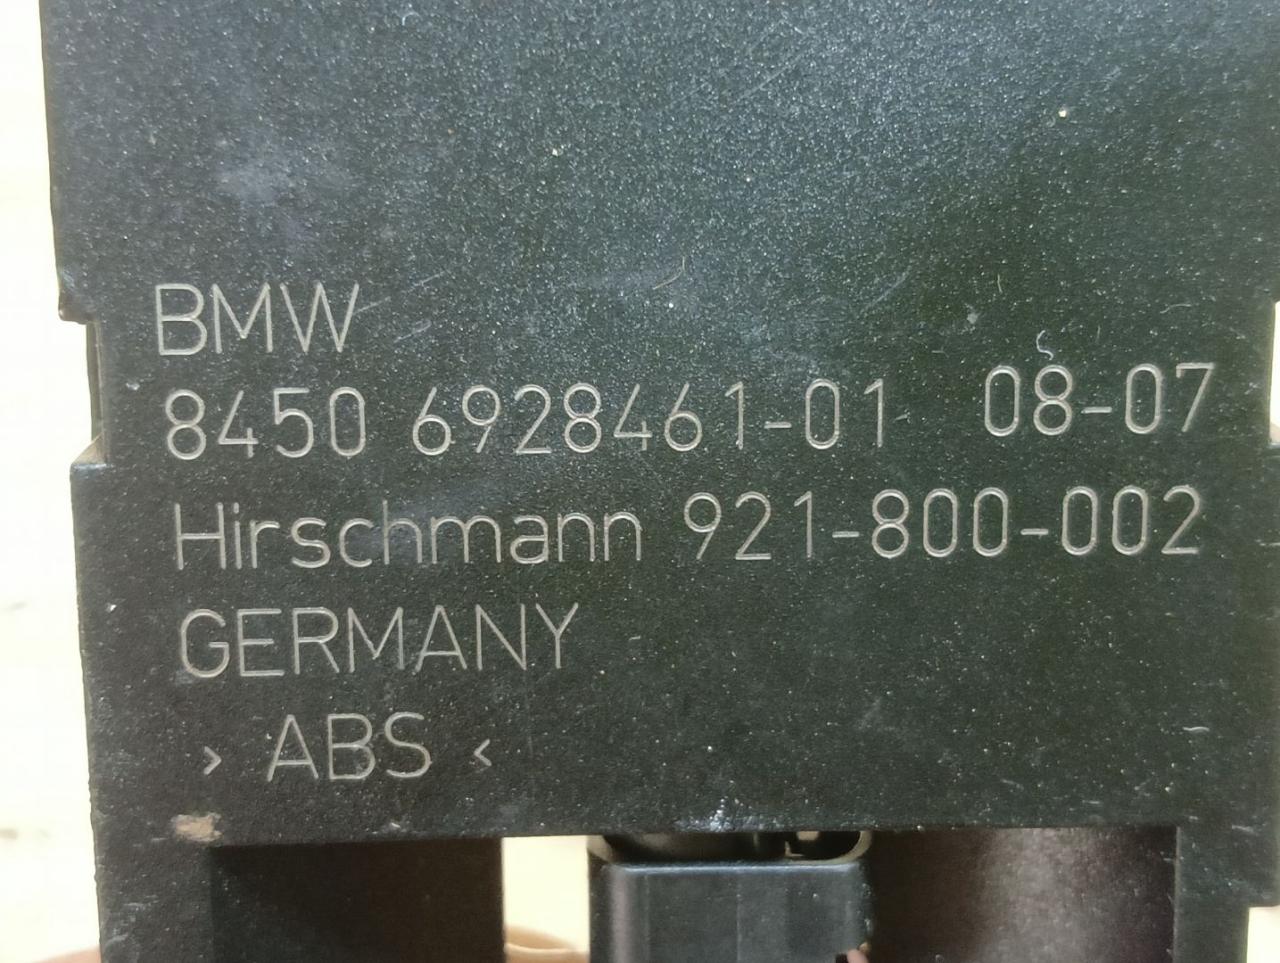 BMW
8450 6928461-01 08-07
Hirschmann 921-800-002
GERMANY
> ABS <